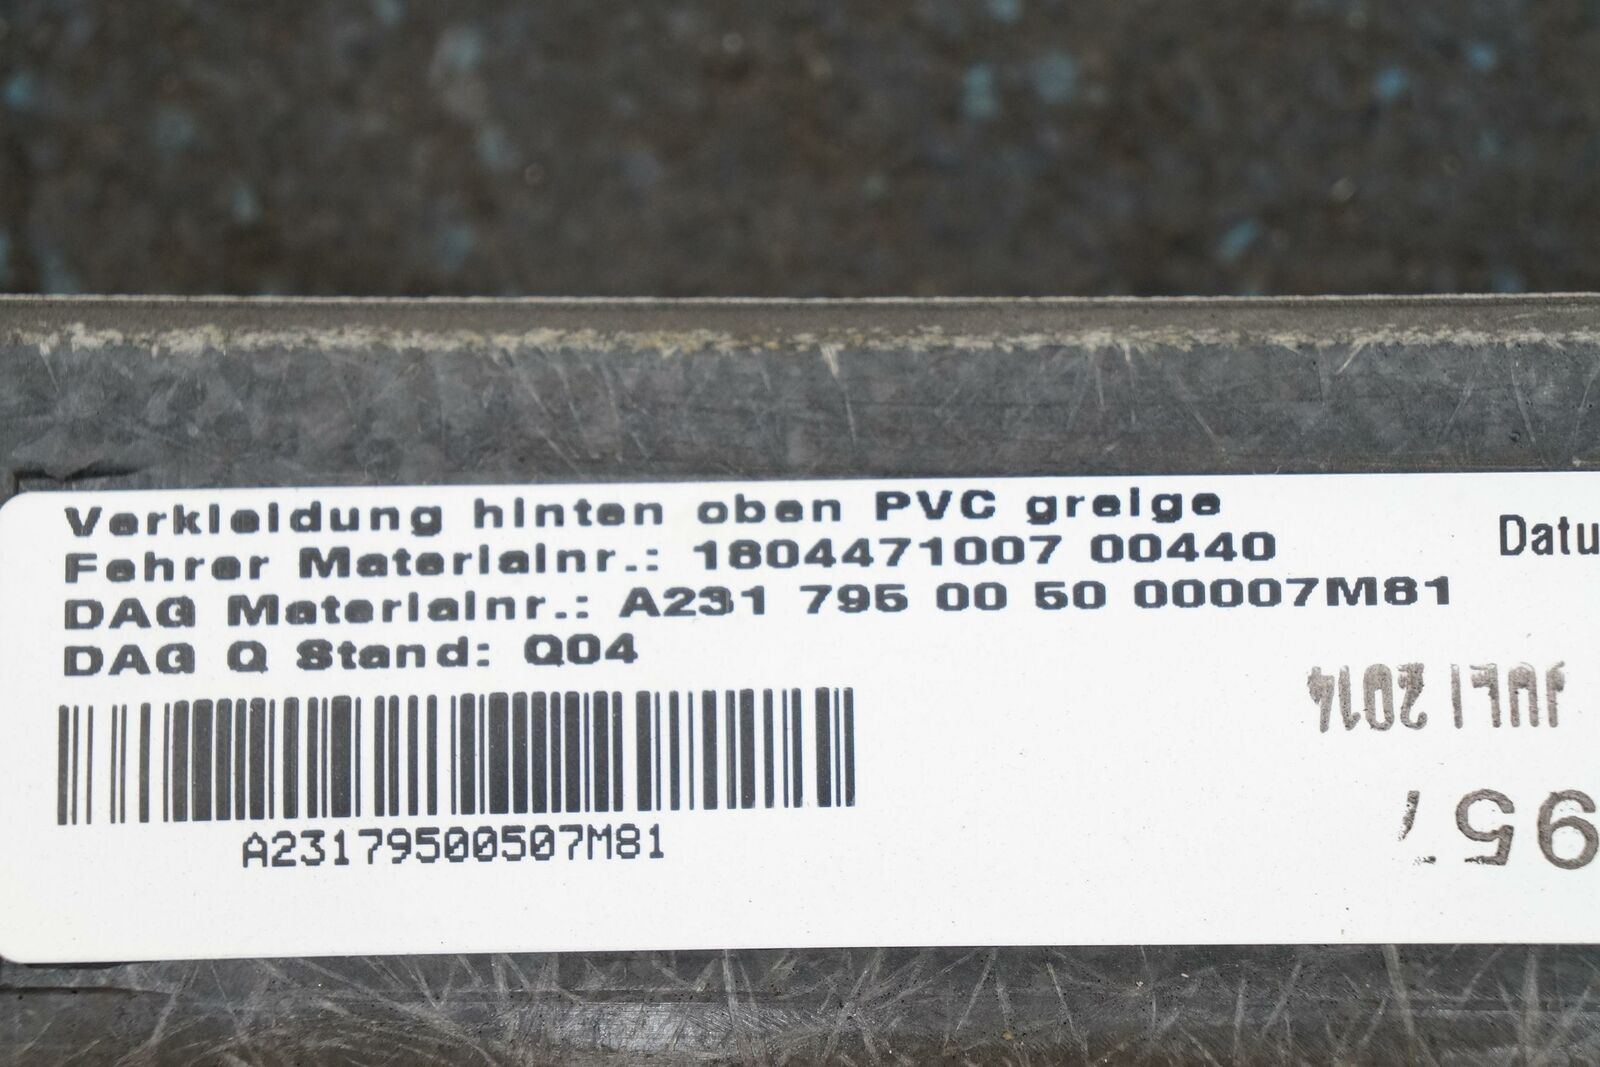 Verkleidung hinten oben PVC greige
Fehrer Materialnr.: 1804471007 00440
DAG Materialnr.: A231 795 00 50 00007M81
DAG Q Stand: Q04
A23179500507M81
Datu
JULI 2014